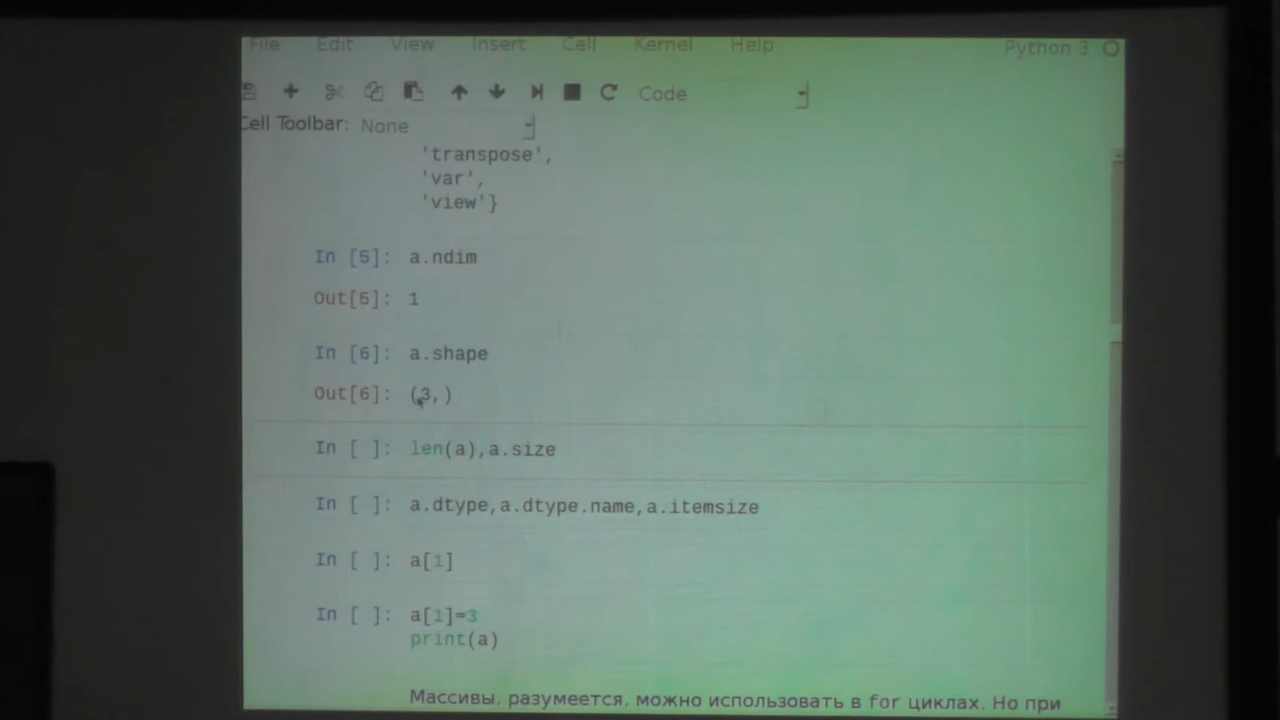 File Edit View Insert Cell Kernel Help Python 3
Code
Cell Toolbar: None
'transpose',
'var',
'view'}
In [5]: a.ndim
Out[5]: 1
In [6]: a.shape
Out[6]: (3,)
In [ ]: len(a),a.size
In [ ]: a.dtype,a.dtype.name,a.itemsize
In [ ]: a[1]
In [ ]: a[1]=3
print(a)
Массивы, разумеется, можно использовать в for циклах. Но при